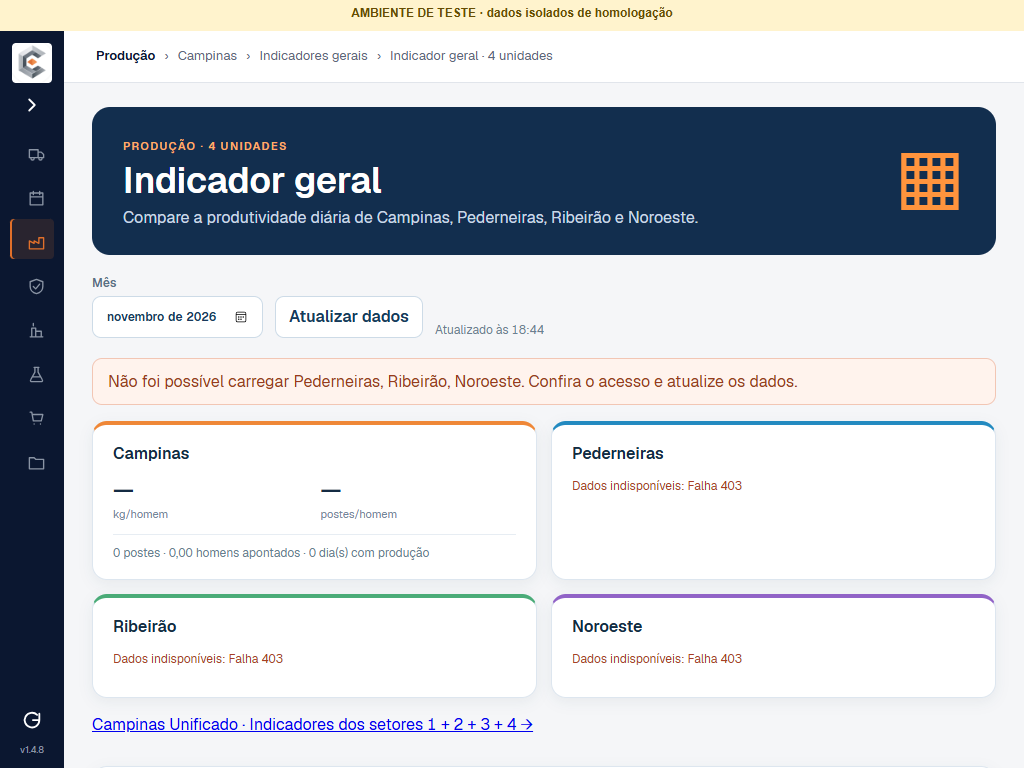 AMBIENTE DE TESTE · dados isolados de homologação
Produção › Campinas › Indicadores gerais › Indicador geral · 4 unidades
PRODUÇÃO · 4 UNIDADES
Indicador geral
Compare a produtividade diária de Campinas, Pederneiras, Ribeirão e Noroeste.
Mês
novembro de 2026
Atualizar dados
Atualizado às 18:44
Não foi possível carregar Pederneiras, Ribeirão, Noroeste. Confira o acesso e atualize os dados.
Campinas
— —
kg/homem postes/homem
0 postes · 0,00 homens apontados · 0 dia(s) com produção
Pederneiras
Dados indisponíveis: Falha 403
Ribeirão
Dados indisponíveis: Falha 403
Noroeste
Dados indisponíveis: Falha 403
Campinas Unificado · Indicadores dos setores 1 + 2 + 3 + 4 →
v1.4.8